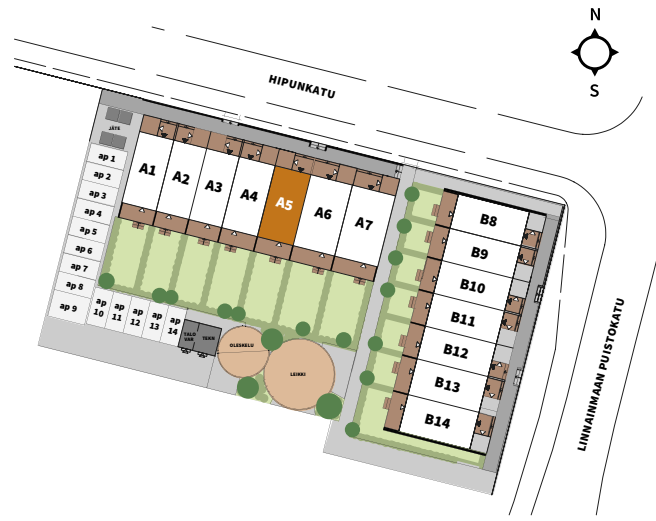 N
S
HIPUNKATU
LINNAINMAAN PUISTOKATU
JÄTE
ap 1
ap 2
ap 3
ap 4
ap 5
ap 6
ap 7
ap 8
ap 9
ap 10
ap 11
ap 12
ap 13
ap 14
A1
A2
A3
A4
A5
A6
A7
B8
B9
B10
B11
B12
B13
B14
TALO
VAR
TEKN
OLESKELU
LEIKKI